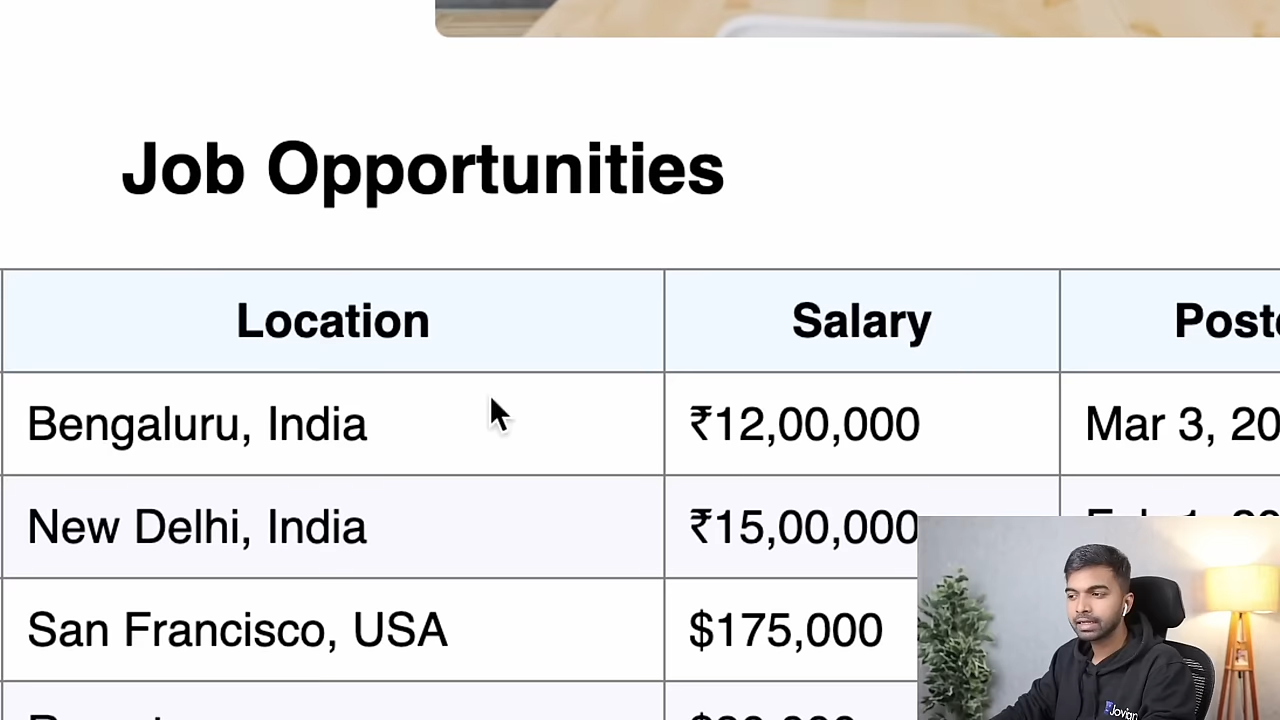 Job Opportunities
Location Salary
Bengaluru, India ₹12,00,000 Mar 3, 20
New Delhi, India ₹15,00,000
San Francisco, USA $175,000
Jovian